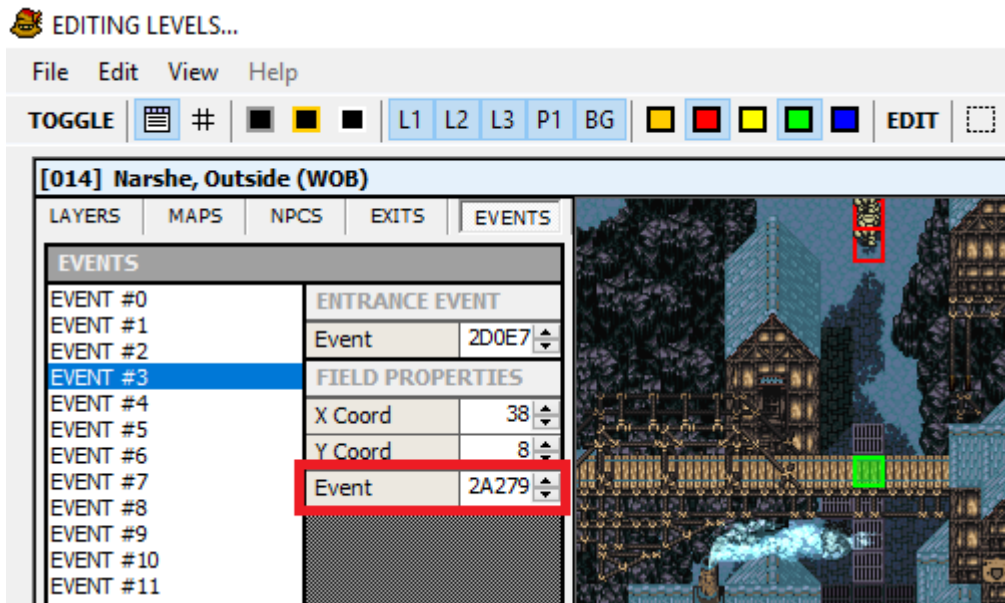 EDITING LEVELS...
File Edit View Help
TOGGLE # L1 L2 L3 P1 BG EDIT
[014] Narshe, Outside (WOB)
LAYERS MAPS NPCS EXITS EVENTS
EVENTS
EVENT #0 ENTRANCE EVENT
EVENT #1 Event 2D0E7
EVENT #2
EVENT #3 FIELD PROPERTIES
EVENT #4 X Coord 38
EVENT #5
EVENT #6 Y Coord 8
EVENT #7 Event 2A279
EVENT #8
EVENT #9
EVENT #10
EVENT #11